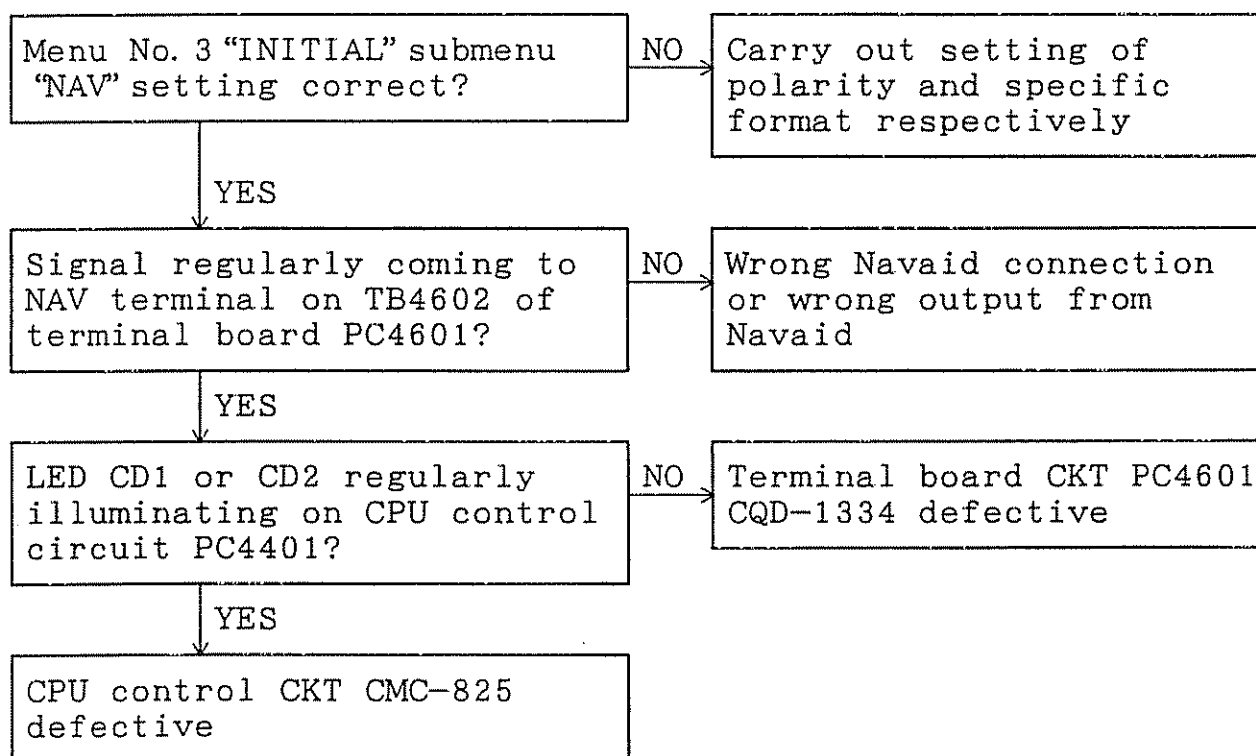 Menu No. 3 “INITIAL” submenu
“NAV” setting correct?
NO
Carry out setting of
polarity and specific
format respectively
YES
Signal regularly coming to
NAV terminal on TB4602 of
terminal board PC4601?
NO
Wrong Navaid connection
or wrong output from
Navaid
YES
LED CD1 or CD2 regularly
illuminating on CPU control
circuit PC4401?
NO
Terminal board CKT PC4601
CQD-1334 defective
YES
CPU control CKT CMC-825
defective